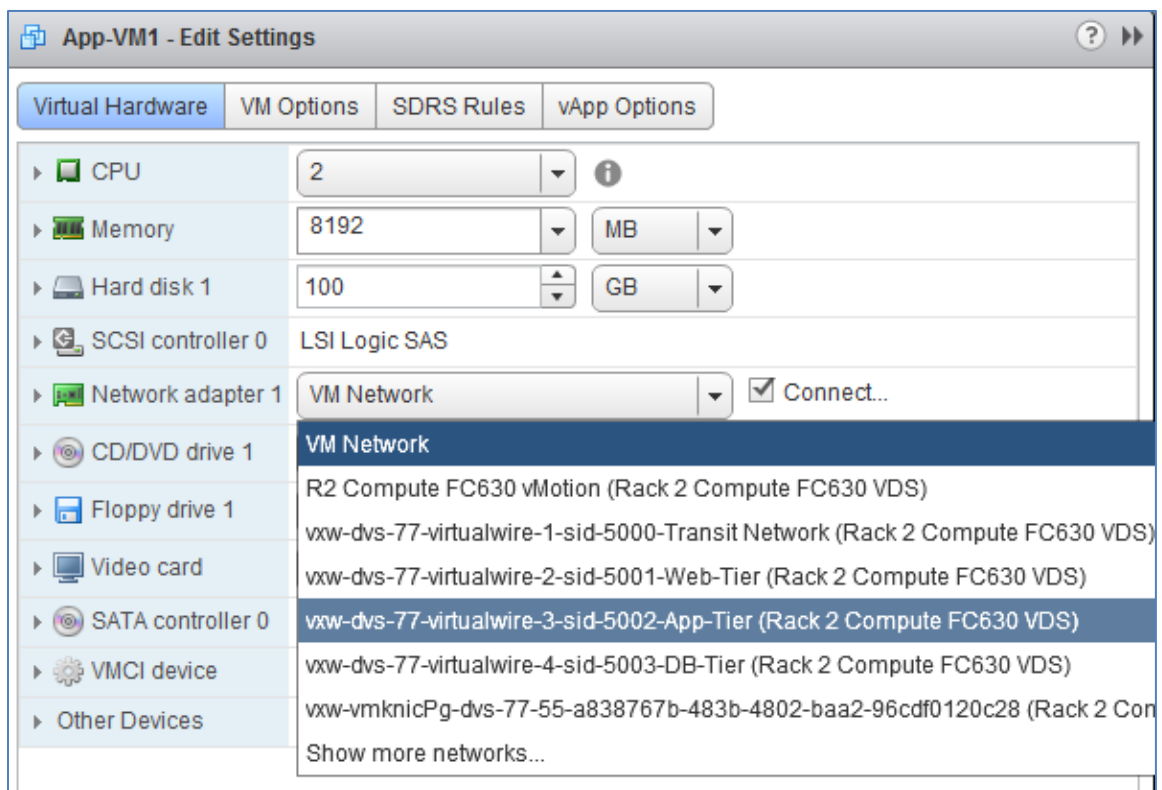 App-VM1 - Edit Settings
Virtual Hardware VM Options SDRS Rules vApp Options
CPU 2
Memory 8192 MB
Hard disk 1 100 GB
SCSI controller 0 LSI Logic SAS
Network adapter 1 VM Network Connect...
CD/DVD drive 1 VM Network
R2 Compute FC630 vMotion (Rack 2 Compute FC630 VDS)
Floppy drive 1
vxw-dvs-77-virtualwire-1-sid-5000-Transit Network (Rack 2 Compute FC630 VDS)
Video card vxw-dvs-77-virtualwire-2-sid-5001-Web-Tier (Rack 2 Compute FC630 VDS)
SATA controller 0 vxw-dvs-77-virtualwire-3-sid-5002-App-Tier (Rack 2 Compute FC630 VDS)
VMCI device vxw-dvs-77-virtualwire-4-sid-5003-DB-Tier (Rack 2 Compute FC630 VDS)
Other Devices vxw-vmknicPg-dvs-77-55-a838767b-483b-4802-baa2-96cdf0120c28 (Rack 2 Con
Show more networks...